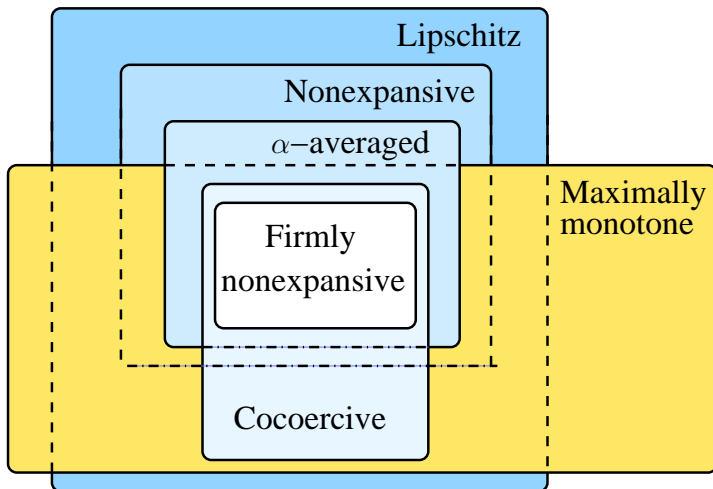 Lipschitz
Nonexpansive
α−averaged
Maximally
monotone
Firmly
nonexpansive
Cocoercive